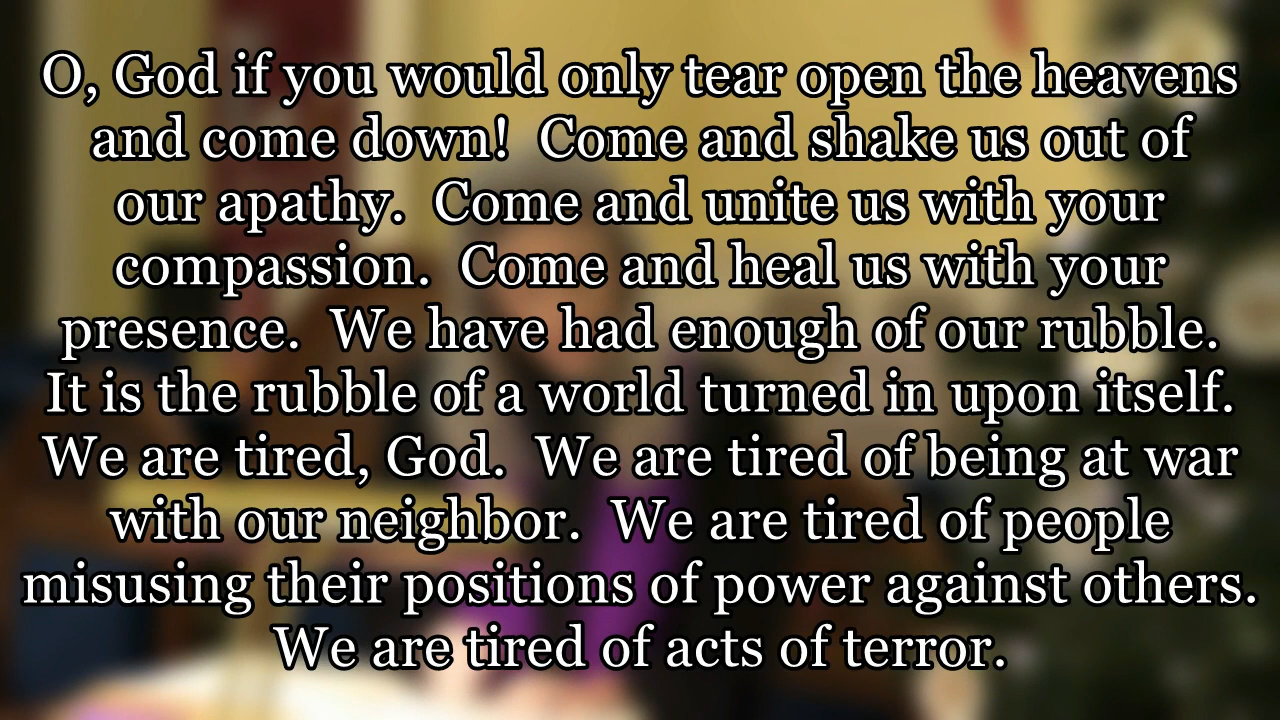 O, God if you would only tear open the heavens
and come down!  Come and shake us out of
our apathy.  Come and unite us with your
compassion.  Come and heal us with your
presence.  We have had enough of our rubble.
It is the rubble of a world turned in upon itself.
We are tired, God.  We are tired of being at war
with our neighbor.  We are tired of people
misusing their positions of power against others.
We are tired of acts of terror.